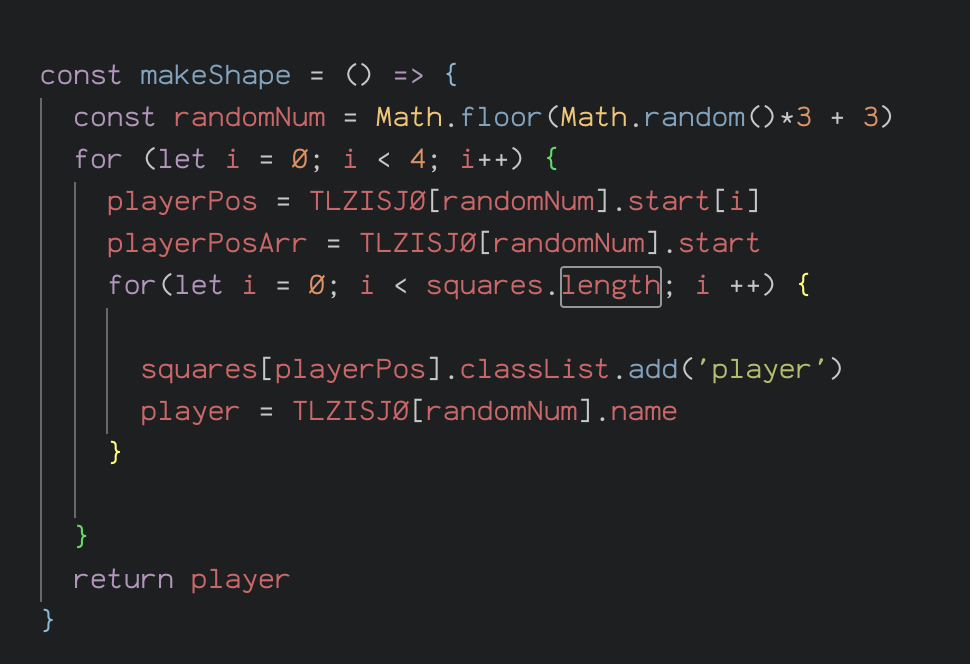 const makeShape = () => {
  const randomNum = Math.floor(Math.random()*3 + 3)
  for (let i = 0; i < 4; i++) {
    playerPos = TLZISJO[randomNum].start[i]
    playerPosArr = TLZISJO[randomNum].start
    for(let i = 0; i < squares.length; i ++) {
      squares[playerPos].classList.add('player')
      player = TLZISJO[randomNum].name
    }
  }
  return player
}